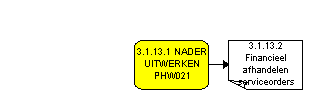 3.1.13.1 NADER
UITWERKEN
PHW021
3.1.13.2
Financieel
afhandelen
serviceorders